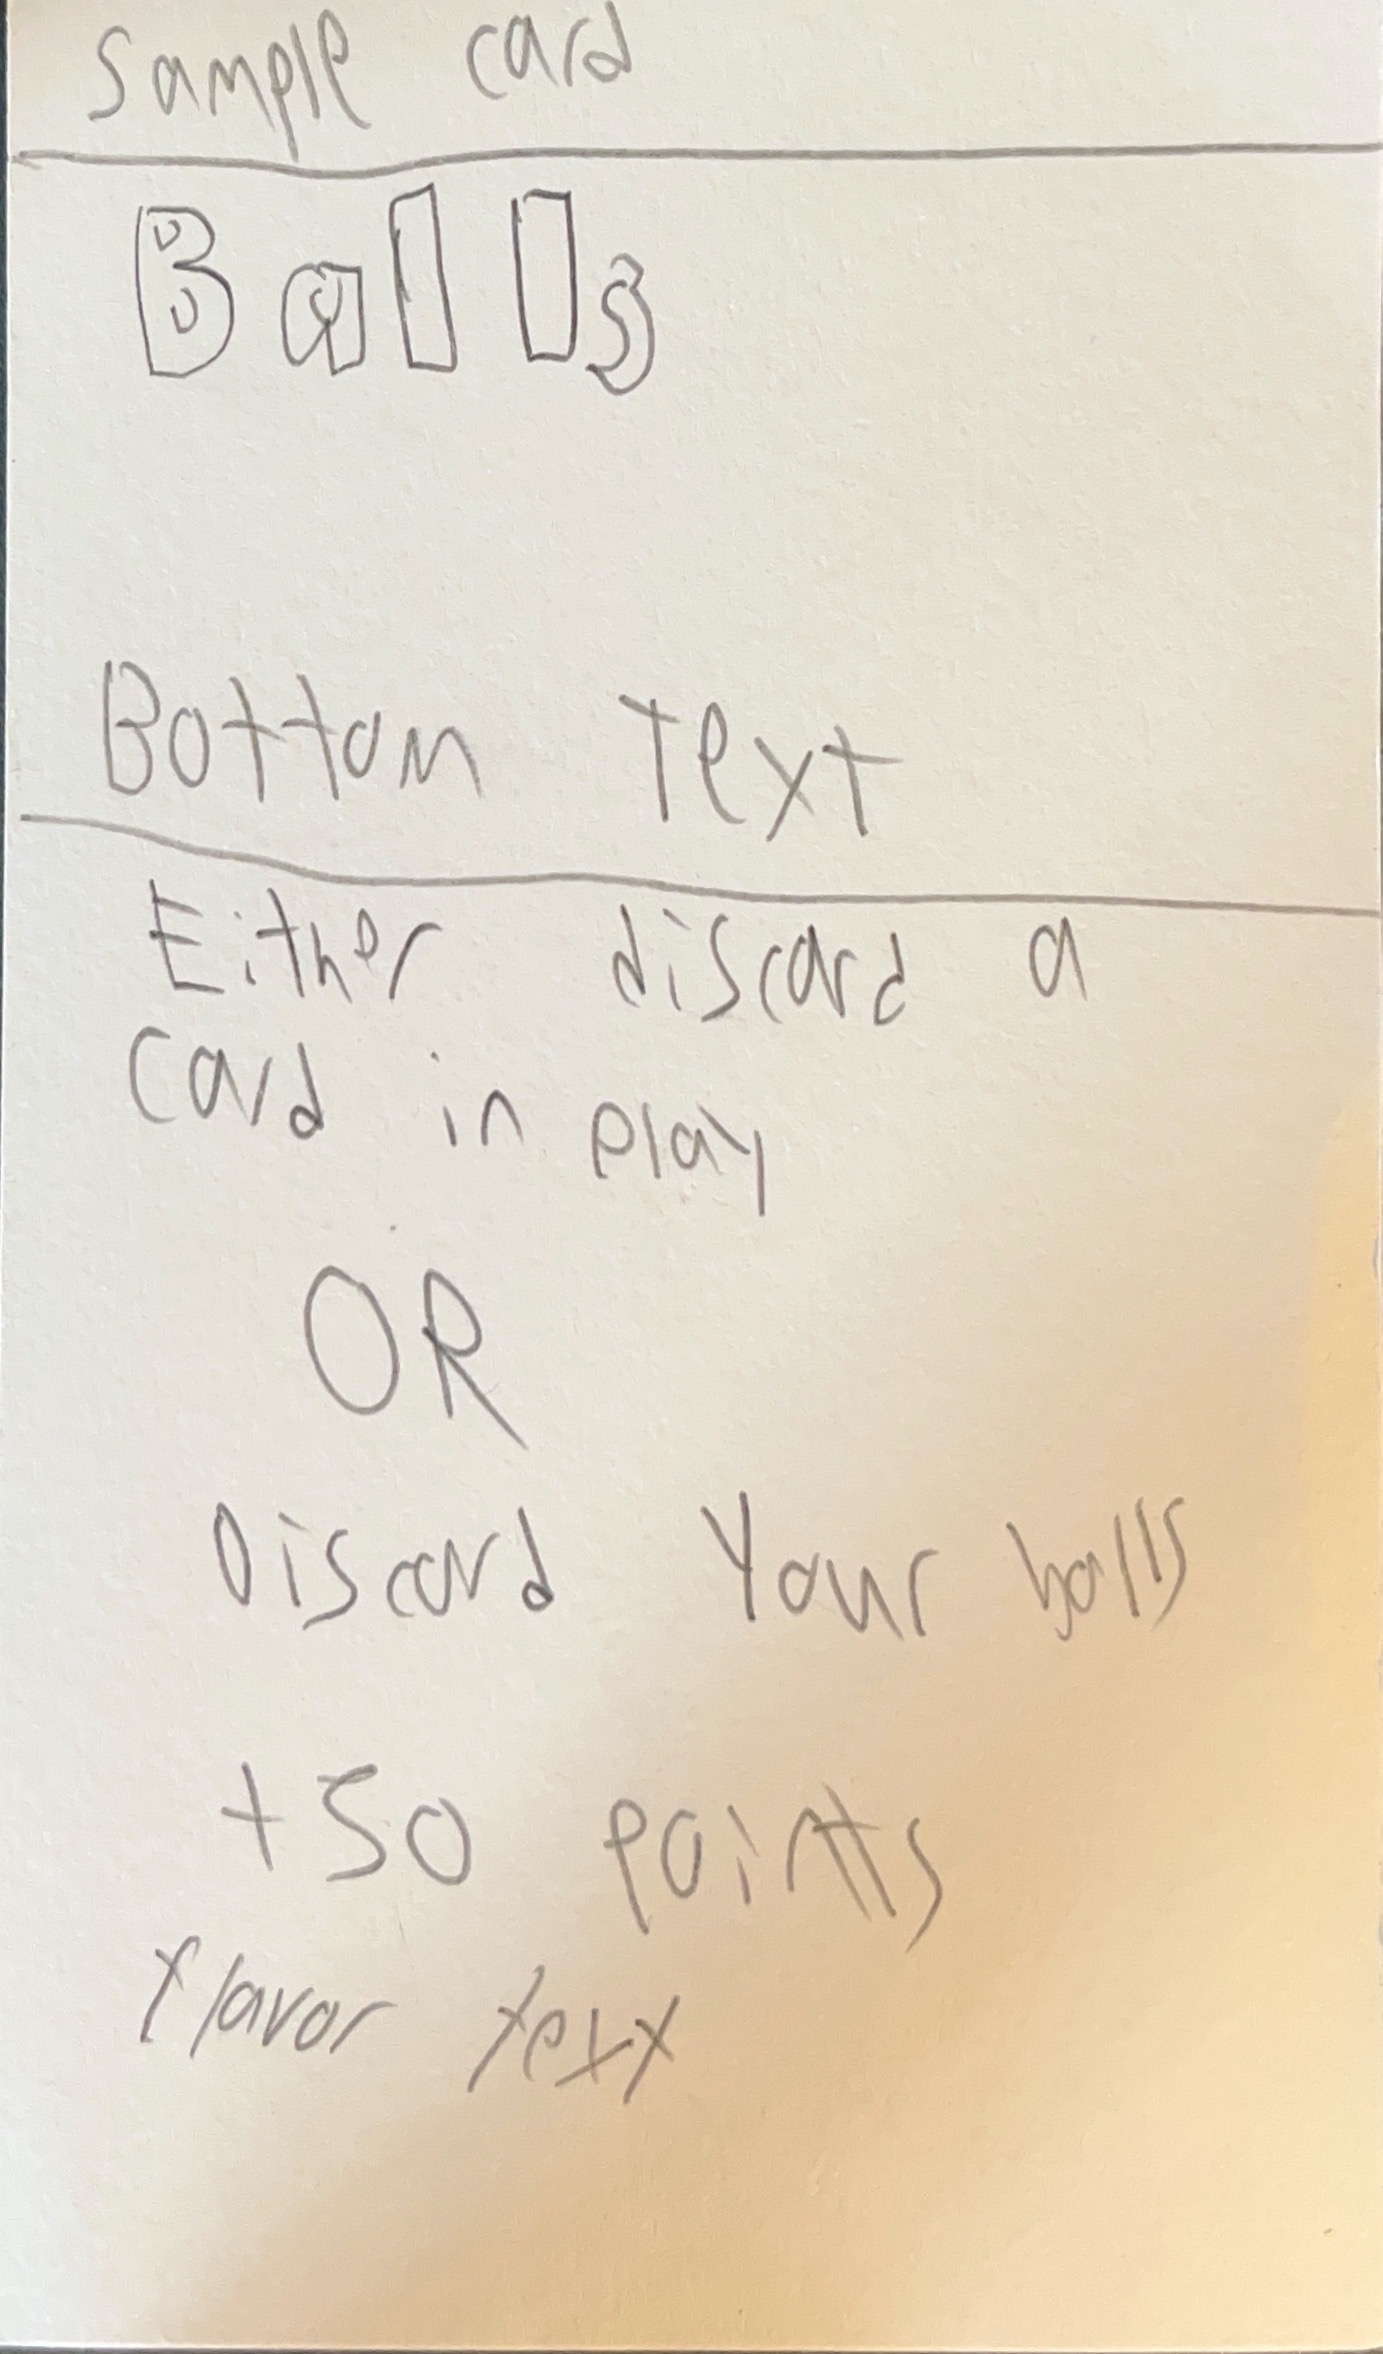 Sample card
Balls
Bottom text
Either discard a
card in play
OR
Discard Your balls
+50 points
flavor text